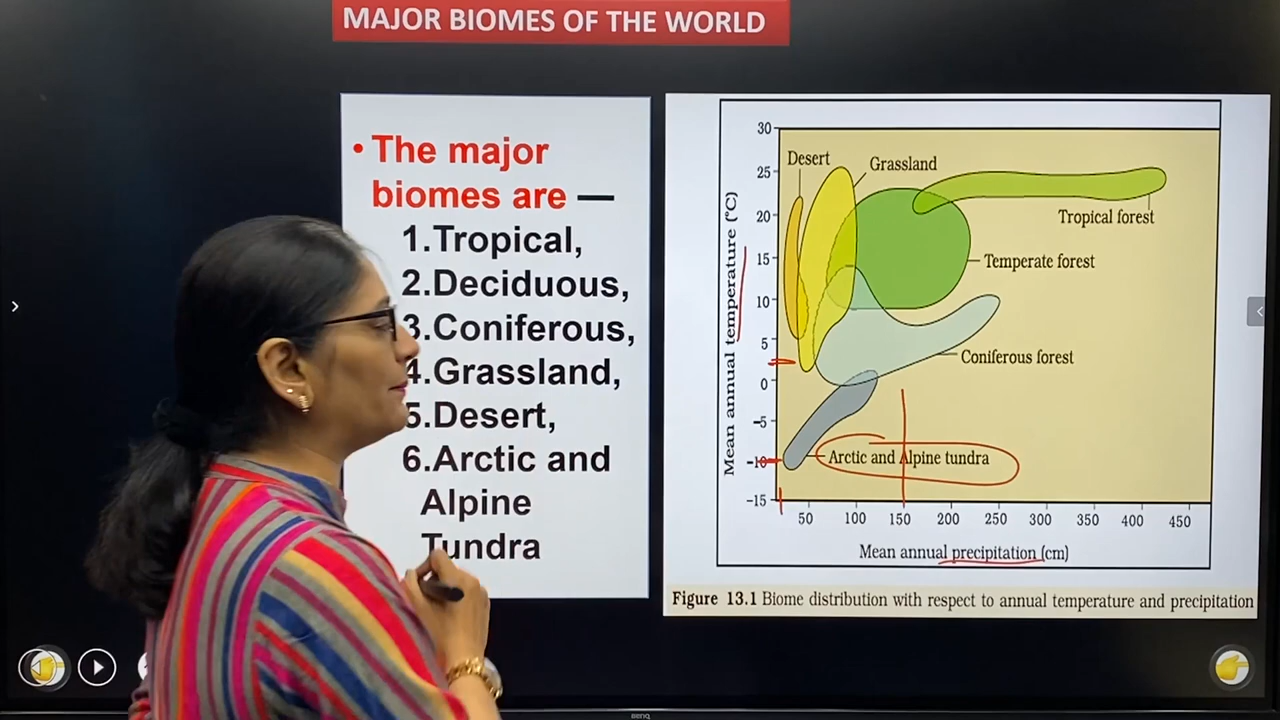 MAJOR BIOMES OF THE WORLD
• The major
biomes are —
1.Tropical,
2.Deciduous,
3.Coniferous,
4.Grassland,
5.Desert,
6.Arctic and
Alpine
Tundra
Mean annual temperature (°C)
30
25
20
15
10
5
0
-5
-10
-15
Desert
Grassland
Tropical forest
Temperate forest
Coniferous forest
Arctic and Alpine tundra
50 100 150 200 250 300 350 400 450
Mean annual precipitation (cm)
Figure 13.1 Biome distribution with respect to annual temperature and precipitation
BenQ